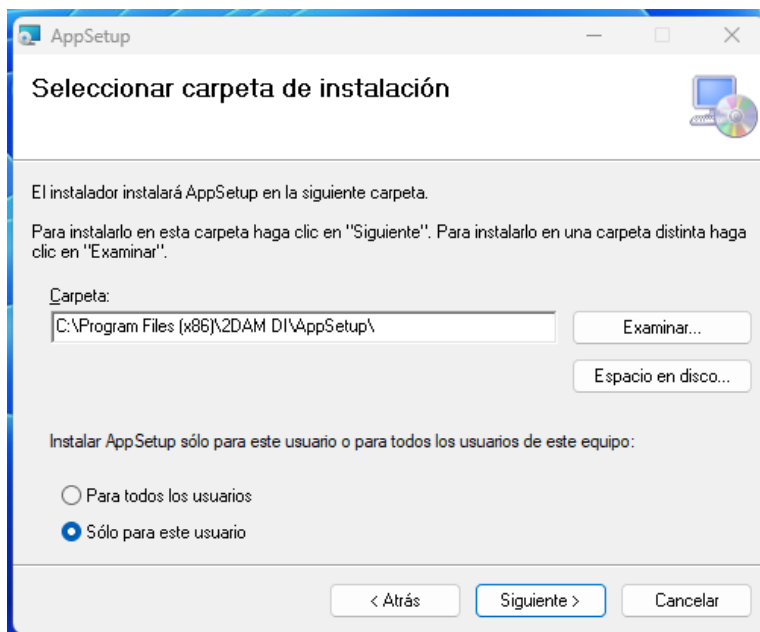 AppSetup
Seleccionar carpeta de instalación
El instalador instalará AppSetup en la siguiente carpeta.
Para instalarlo en esta carpeta haga clic en "Siguiente". Para instalarlo en una carpeta distinta haga
clic en "Examinar".
Carpeta:
C:\Program Files (x86)\2DAM DI\AppSetup\
Examinar...
Espacio en disco...
Instalar AppSetup sólo para este usuario o para todos los usuarios de este equipo:
Para todos los usuarios
Sólo para este usuario
< Atrás
Siguiente >
Cancelar